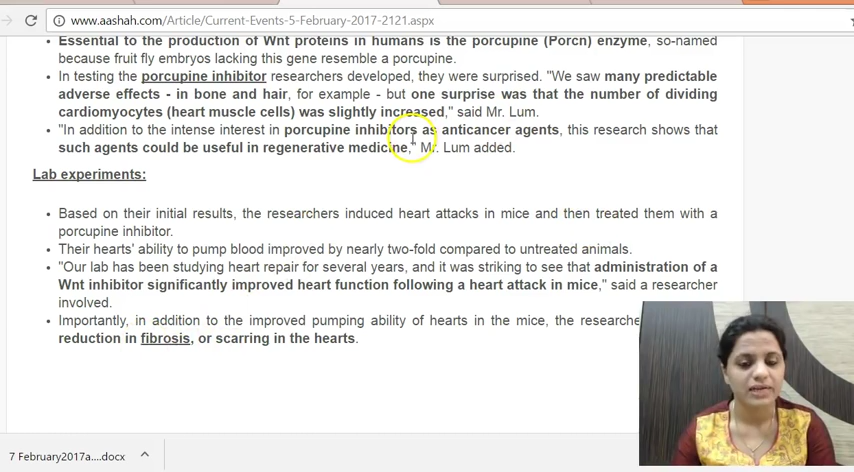 www.aashah.com/Article/Current-Events-5-February-2017-2121.aspx
Essential to the production of Wnt proteins in humans is the porcupine (Porcn) enzyme, so-named
because fruit fly embryos lacking this gene resemble a porcupine.
In testing the porcupine inhibitor researchers developed, they were surprised. "We saw many predictable
adverse effects - in bone and hair, for example - but one surprise was that the number of dividing
cardiomyocytes (heart muscle cells) was slightly increased," said Mr. Lum.
"In addition to the intense interest in porcupine inhibitors as anticancer agents, this research shows that
such agents could be useful in regenerative medicine," Mr. Lum added.
Lab experiments:
Based on their initial results, the researchers induced heart attacks in mice and then treated them with a
porcupine inhibitor.
Their hearts' ability to pump blood improved by nearly two-fold compared to untreated animals.
"Our lab has been studying heart repair for several years, and it was striking to see that administration of a
Wnt inhibitor significantly improved heart function following a heart attack in mice," said a researcher
involved.
Importantly, in addition to the improved pumping ability of hearts in the mice, the researche
reduction in fibrosis, or scarring in the hearts.
7 February2017a....docx